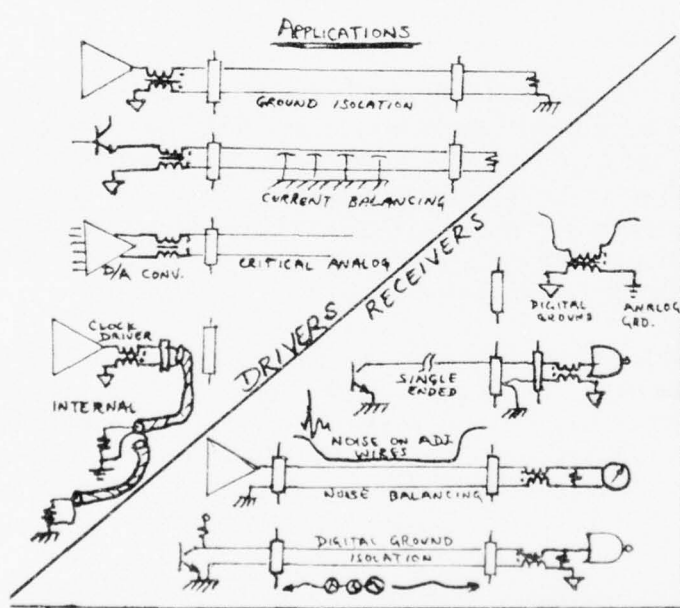 APPLICATIONS
GROUND ISOLATION
CURRENT BALANCING
D/A CONV.
CRITICAL ANALOG
DRIVERS
RECEIVERS
DIGITAL
GROUND
ANALOG
GRD.
CLOCK
DRIVER
INTERNAL
SINGLE
ENDED
NOISE ON ADJ
WIRES
NOISE BALANCING
DIGITAL GROUND
ISOLATION